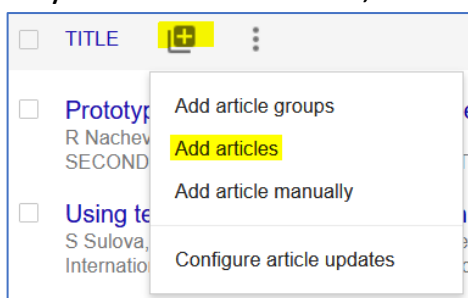 TITLE
Add article groups
Prototyp
R Nachev
Add articles
SECOND
Add article manually
Using te
S Sulova,
Configure article updates
Internatio